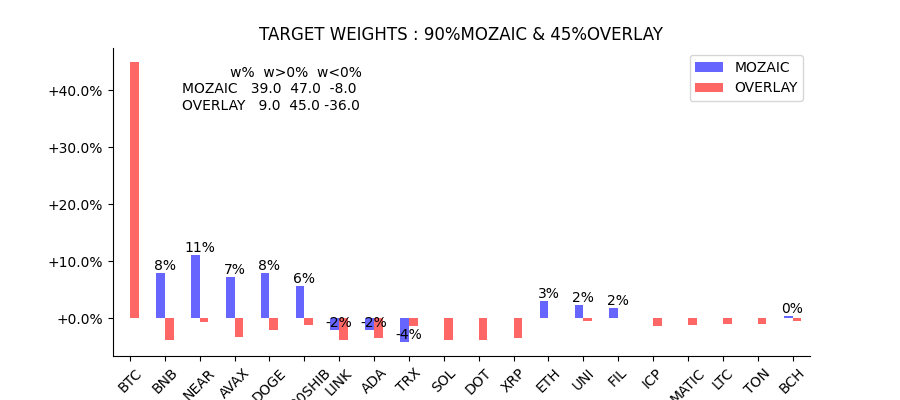 TARGET WEIGHTS : 90%MOZAIC & 45%OVERLAY
w% w>0% w<0%
MOZAIC 39.0 47.0 -8.0
OVERLAY 9.0 45.0 -36.0
MOZAIC
OVERLAY
+40.0%
+30.0%
+20.0%
+10.0%
+0.0%
8%
11%
7%
8%
6%
-2%
-2%
-4%
3%
2%
2%
0%
BTC
BNB
NEAR
AVAX
DOGE
0SHIB
LINK
ADA
TRX
SOL
DOT
XRP
ETH
UNI
FIL
ICP
MATIC
LTC
TON
BCH